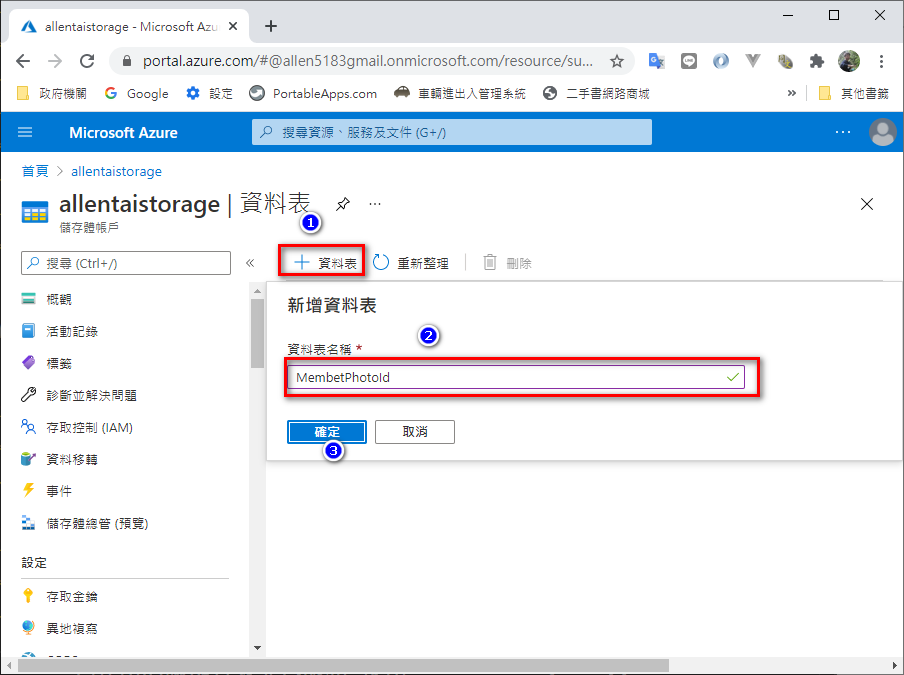 allentaistorage - Microsoft Azu
portal.azure.com/#@allen5183gmail.onmicrosoft.com/resource/su...
政府機關 Google 設定 PortableApps.com 車輛進出入管理系統 二手書網路商城 » 其他書籤
Microsoft Azure 搜尋資源、服務及文件 (G+/) ...
首頁 > allentaistorage
allentaistorage | 資料表 ...
儲存體帳戶
1
搜尋 (Ctrl+/) « + 資料表 重新整理 刪除
概觀
活動記錄
標籤
診斷並解決問題
存取控制 (IAM)
資料移轉
事件
儲存體總管 (預覽)
設定
存取金鑰
異地複寫
新增資料表
2
資料表名稱 *
MembetPhotoId
確定 取消
3